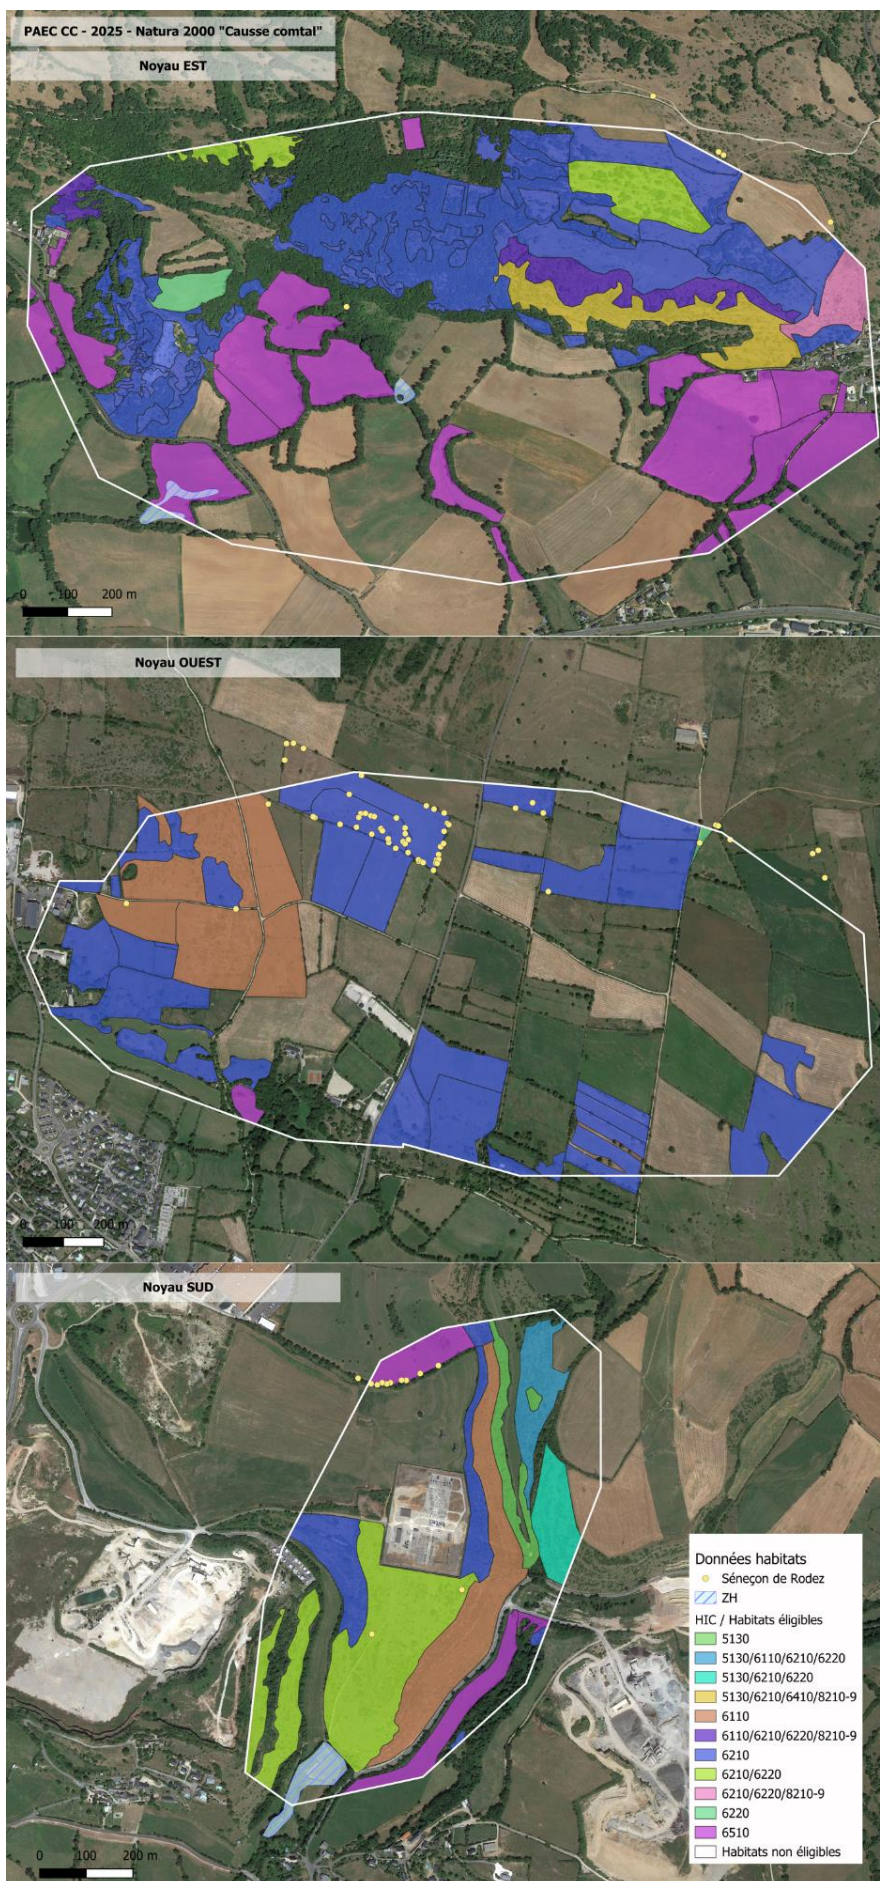 PAEC CC - 2025 - Natura 2000 "Causse comtal"
Noyau EST
0 100 200 m
Noyau OUEST
0 100 200 m
Noyau SUD
Données habitats
Séneçon de Rodez
ZH
HIC / Habitats éligibles
5130
5130/6110/6210/6220
5130/6210/6220
5130/6210/6410/8210-9
6110
6110/6210/6220/8210-9
6210
6210/6220
6210/6220/8210-9
6220
6510
Habitats non éligibles
0 100 200 m